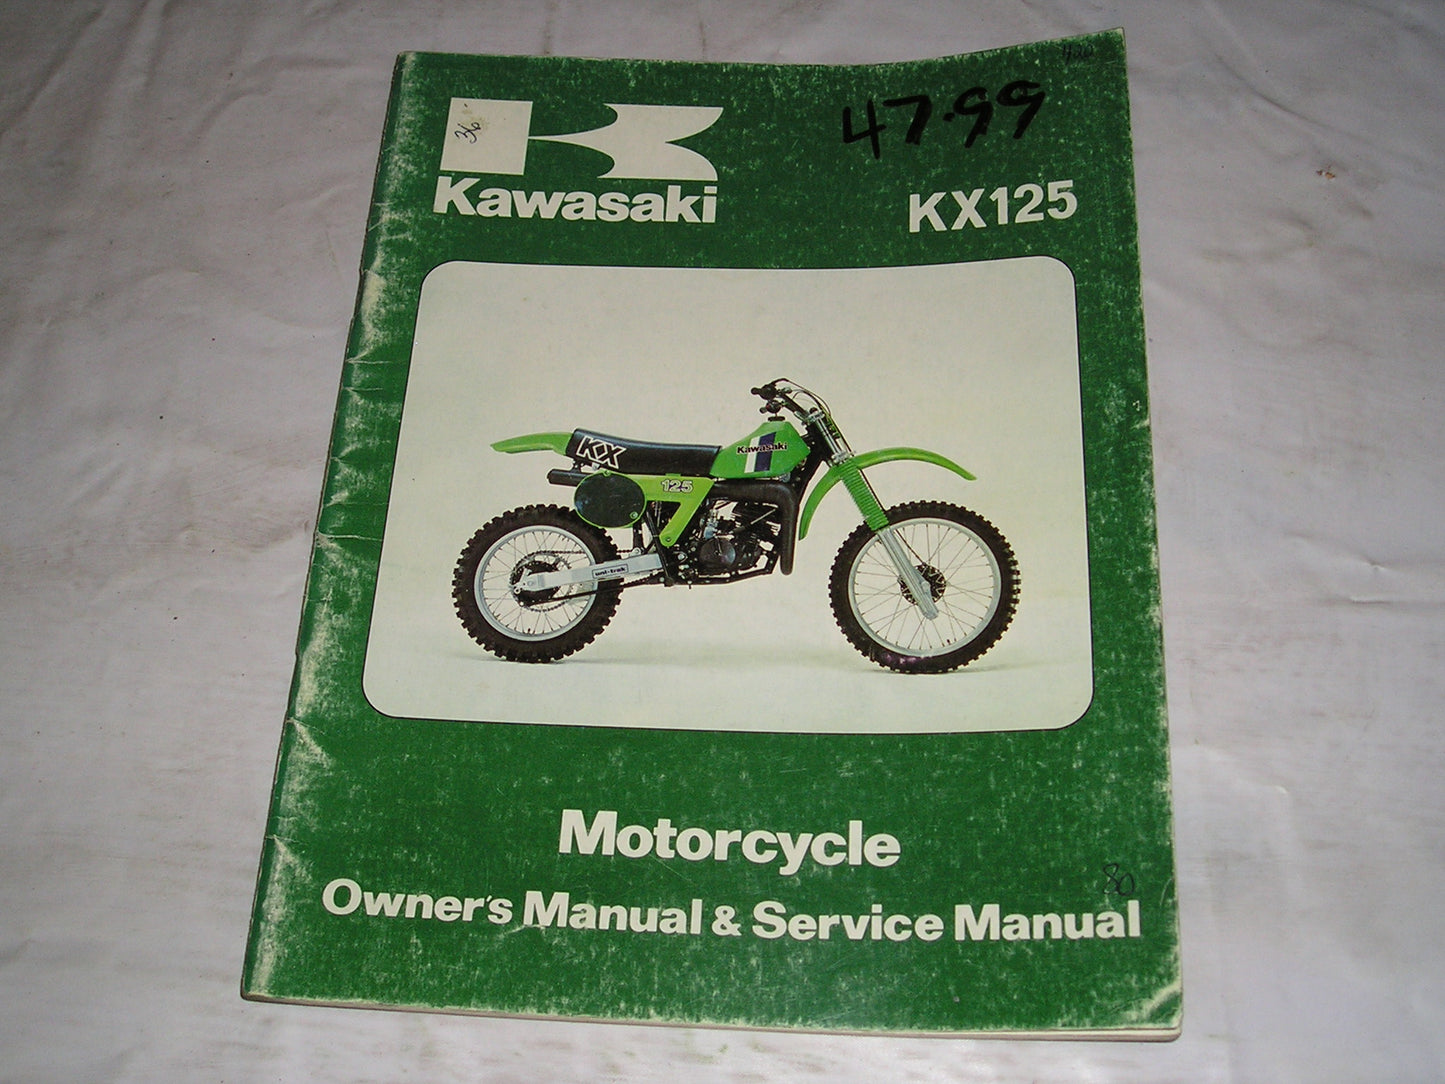 47.99
36
Kawasaki
KX125
Kawasaki
KX
125
uni-trak
Motorcycle
80
Owner's Manual & Service Manual